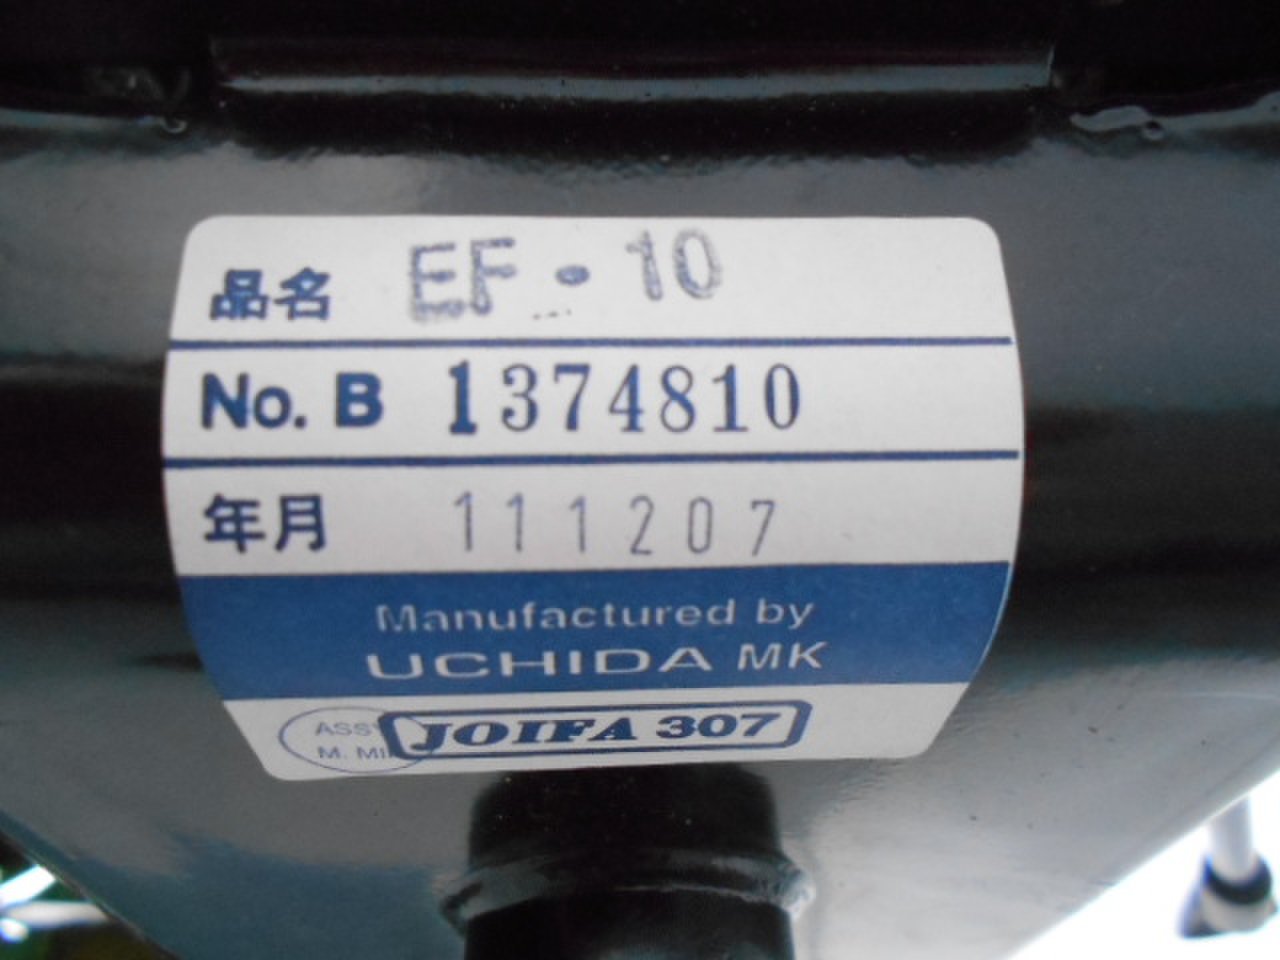 品名 EF-10
No. B 1374810
年月 111207
Manufactured by
UCHIDA MK
JOIFA 307
M.